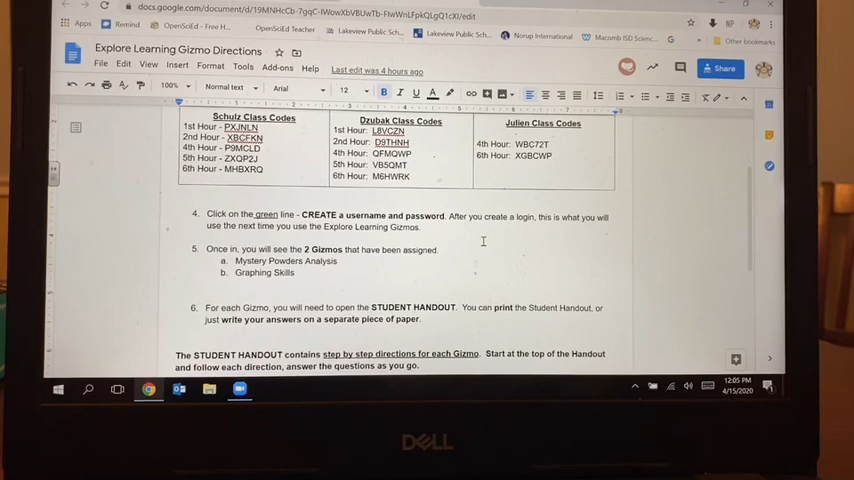 docs.google.com/document/d/19MNHcCb-7gqC-IWowXbVBUwTb-FIwWnLFpkQLgQ1cXI/edit
Apps Remind OpenSciEd - Free H... OpenSciEd Teacher Lakeview Public Sch... Lakeview Public Sch... Norup International Macomb ISD Scienc... Other bookmarks
NP
Explore Learning Gizmo Directions
File Edit View Insert Format Tools Add-ons Help Last edit was 4 hours ago
Share
100% Normal text Arial 12 B I U A
Schulz Class Codes
1st Hour - PXJNLN
2nd Hour - XBCFKN
4th Hour - P9MCLD
5th Hour - ZXQP2J
6th Hour - MHBXRQ
Dzubak Class Codes
1st Hour: L8VCZN
2nd Hour: D9THNH
4th Hour: QFMQWP
5th Hour: VB5QMT
6th Hour: M6HWRK
Julien Class Codes
4th Hour: WBC72T
6th Hour: XGBCWP
4. Click on the green line - CREATE a username and password. After you create a login, this is what you will
use the next time you use the Explore Learning Gizmos.
5. Once in, you will see the 2 Gizmos that have been assigned.
a. Mystery Powders Analysis
b. Graphing Skills
6. For each Gizmo, you will need to open the STUDENT HANDOUT. You can print the Student Handout, or
just write your answers on a separate piece of paper.
The STUDENT HANDOUT contains step by step directions for each Gizmo. Start at the top of the Handout
and follow each direction, answer the questions as you go.
12:05 PM
4/15/2020
DELL